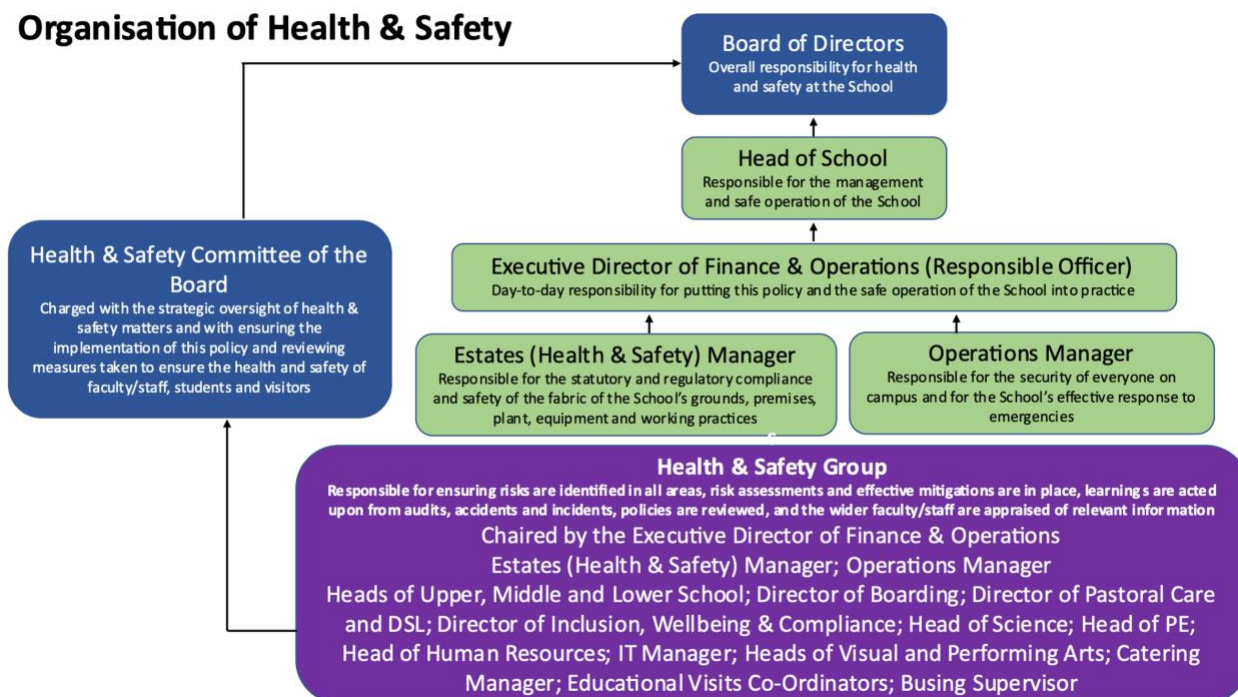 Organisation of Health & Safety
Board of Directors
Overall responsibility for health
and safety at the School
Head of School
Responsible for the management
and safe operation of the School
Health & Safety Committee of the
Board
Charged with the strategic oversight of health &
safety matters and with ensuring the
implementation of this policy and reviewing
measures taken to ensure the health and safety of
faculty/staff, students and visitors
Executive Director of Finance & Operations (Responsible Officer)
Day-to-day responsibility for putting this policy and the safe operation of the School into practice
Estates (Health & Safety) Manager
Responsible for the statutory and regulatory compliance
and safety of the fabric of the School's grounds, premises,
plant, equipment and working practices
Operations Manager
Responsible for the security of everyone on
campus and for the School's effective response to
emergencies
Health & Safety Group
Responsible for ensuring risks are identified in all areas, risk assessments and effective mitigations are in place, learnings are acted
upon from audits, accidents and incidents, policies are reviewed, and the wider faculty/staff are appraised of relevant information
Chaired by the Executive Director of Finance & Operations
Estates (Health & Safety) Manager; Operations Manager
Heads of Upper, Middle and Lower School; Director of Boarding; Director of Pastoral Care
and DSL; Director of Inclusion, Wellbeing & Compliance; Head of Science; Head of PE;
Head of Human Resources; IT Manager; Heads of Visual and Performing Arts; Catering
Manager; Educational Visits Co-Ordinators; Busing Supervisor